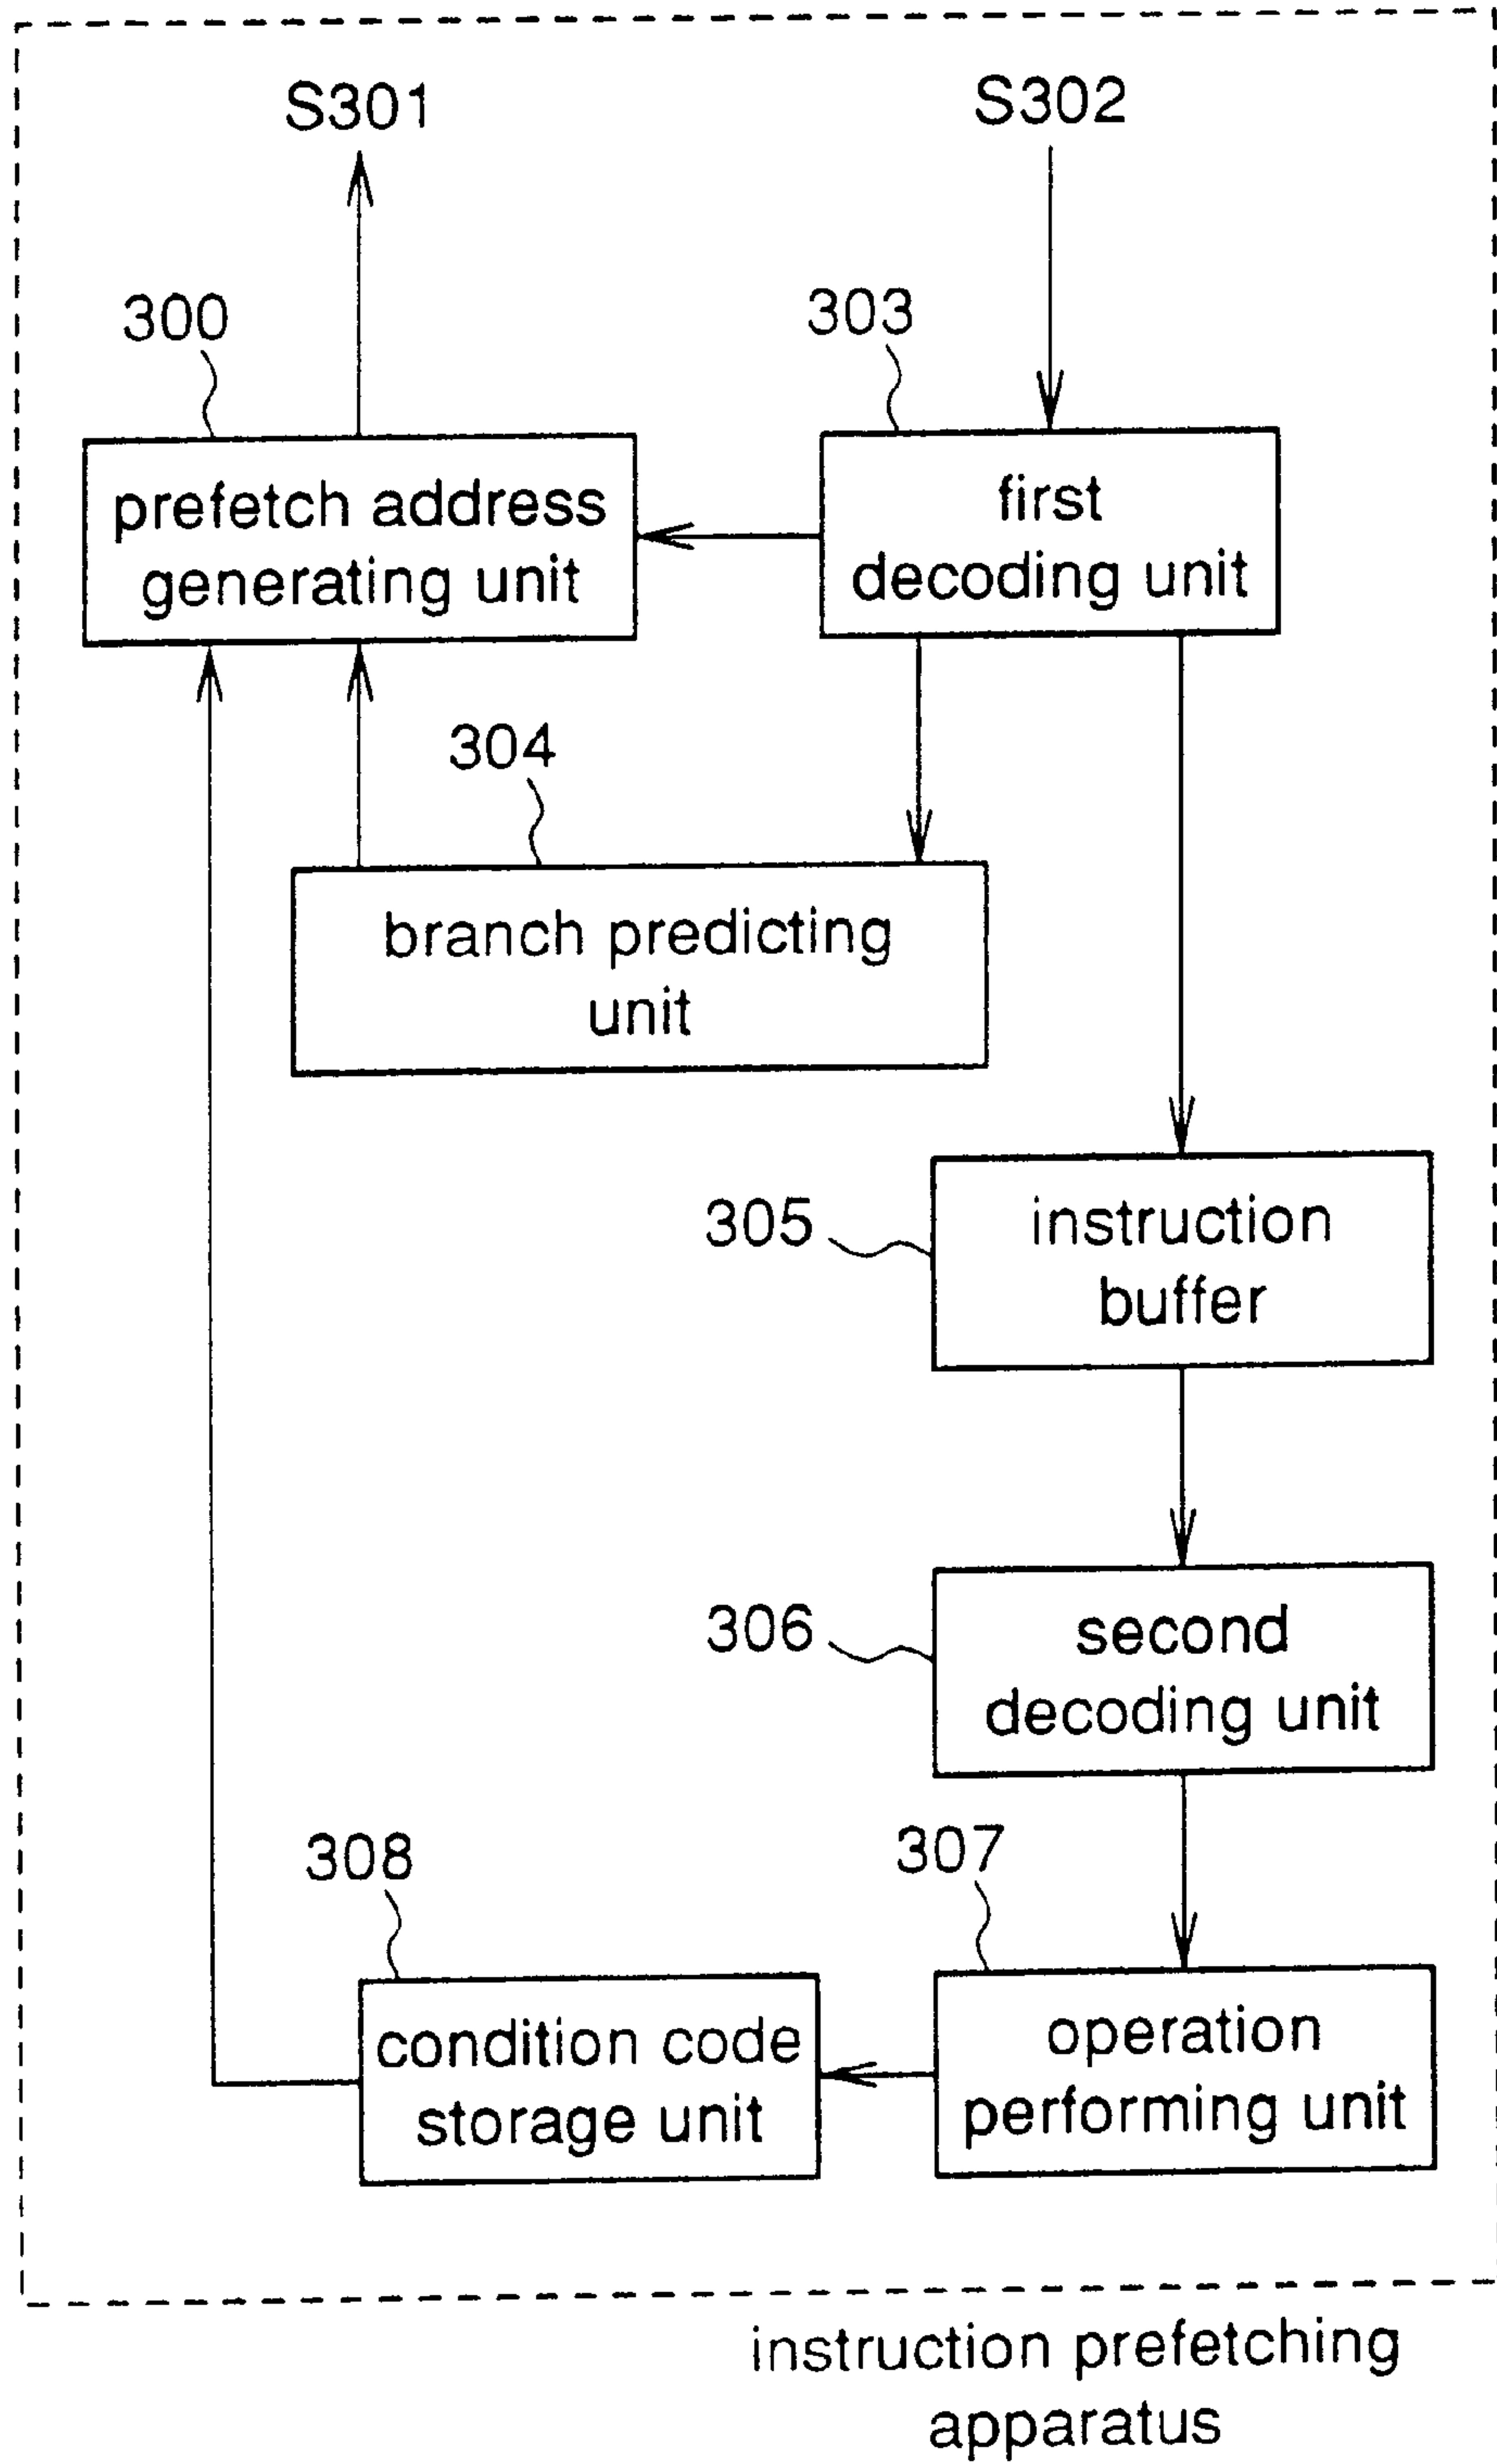 S301
S302
300
303
prefetch address
generating unit
first
decoding unit
304
branch predicting
unit
305
instruction
buffer
306
second
decoding unit
308
307
condition code
storage unit
operation
performing unit
instruction prefetching
apparatus